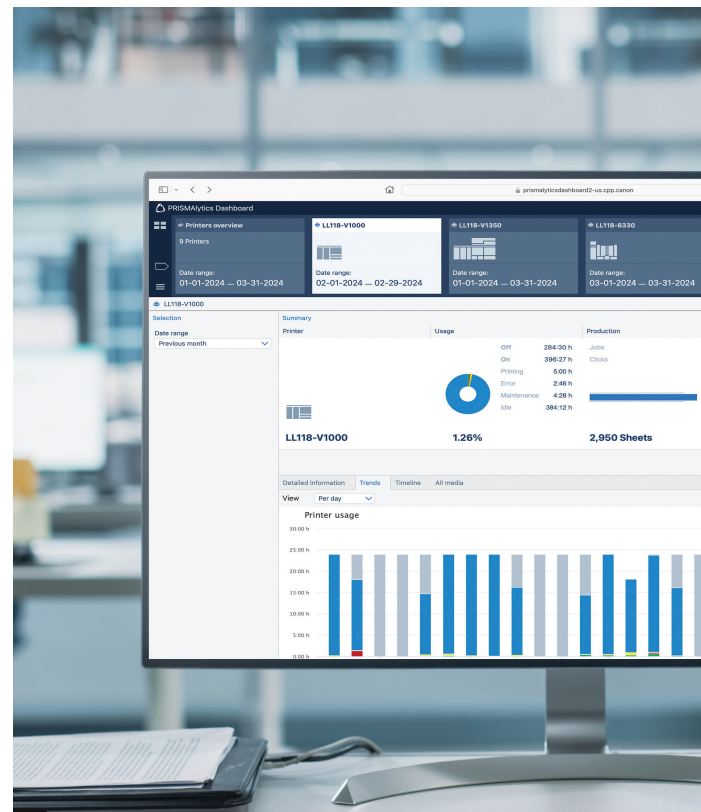 prismalyticsdashboard2-us.cpp.canon
PRISMAlytics Dashboard
Printers overview
9 Printers
Date range:
01-01-2024 — 03-31-2024
LL118-V1000
Date range:
02-01-2024 — 02-29-2024
LL118-V1350
Date range:
01-01-2024 — 03-31-2024
LL118-6330
Date range:
03-01-2024 — 03-31-2024
LL118-V1000
Selection
Date range
Previous month
Summary
Printer
LL118-V1000
Usage
Off 284:30 h
On 396:27 h
Printing 5:00 h
Error 2:46 h
Maintenance 4:28 h
Idle 384:12 h
1.26%
Production
Jobs
Clicks
2,950 Sheets
Detailed information Trends Timeline All media
View Per day
Printer usage
30:00 h
25:00 h
20:00 h
15:00 h
10:00 h
5:00 h
0:00 h